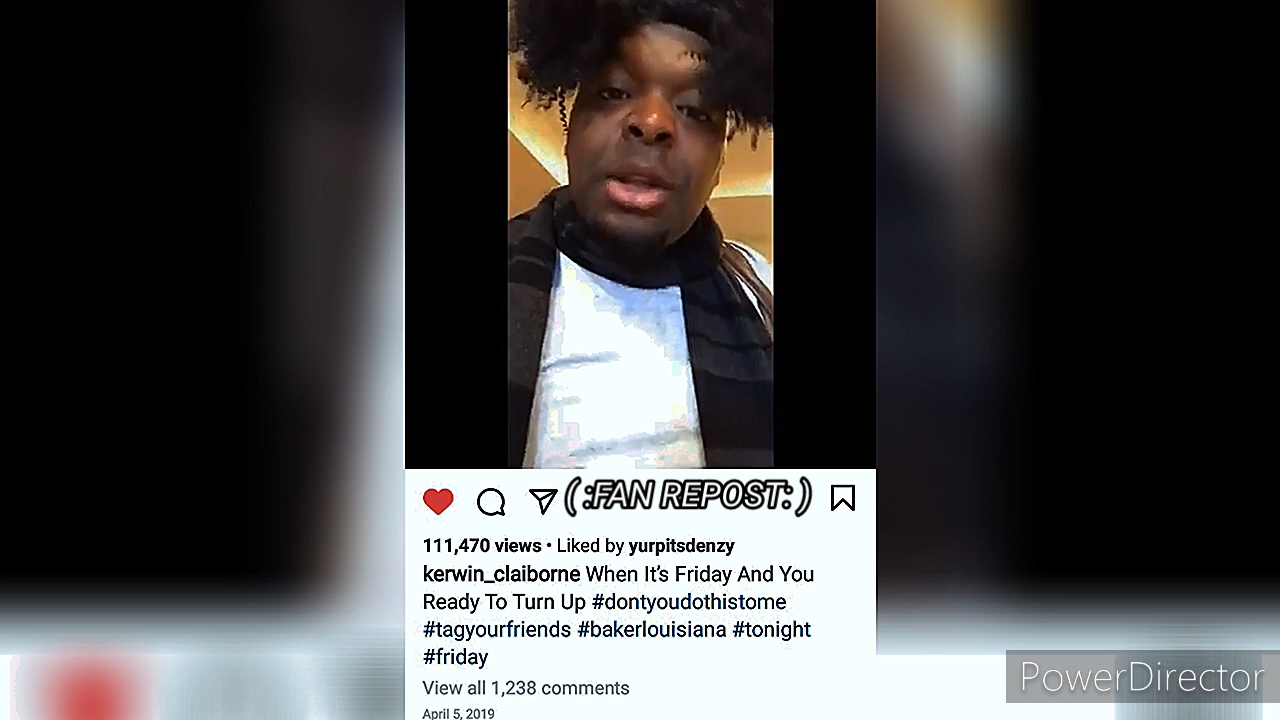 (:FAN REPOST:)
111,470 views • Liked by yurpitsdenzy
kerwin_claiborne When It's Friday And You
Ready To Turn Up #dontyoudothistome
#tagyourfriends #bakerlouisiana #tonight
#friday
View all 1,238 comments
April 5, 2019
PowerDirector